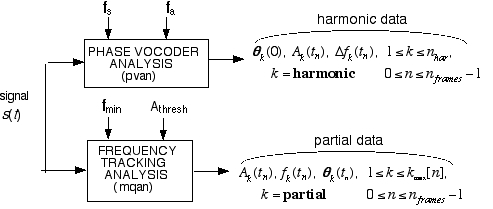 f_s f_a harmonic data
PHASE VOCODER
ANALYSIS
(pvan)
θ_k(0), A_k(t_n), Δf_k(t_n), 1 ≤ k ≤ n_har,
k = harmonic 0 ≤ n ≤ n_frames − 1
signal
s(t)
f_min A_thresh
partial data
FREQUENCY
TRACKING
ANALYSIS
(mqan)
A_k(t_n), f_k(t_n), θ_k(t_n), 1 ≤ k ≤ k_max[n],
k = partial 0 ≤ n ≤ n_frames − 1